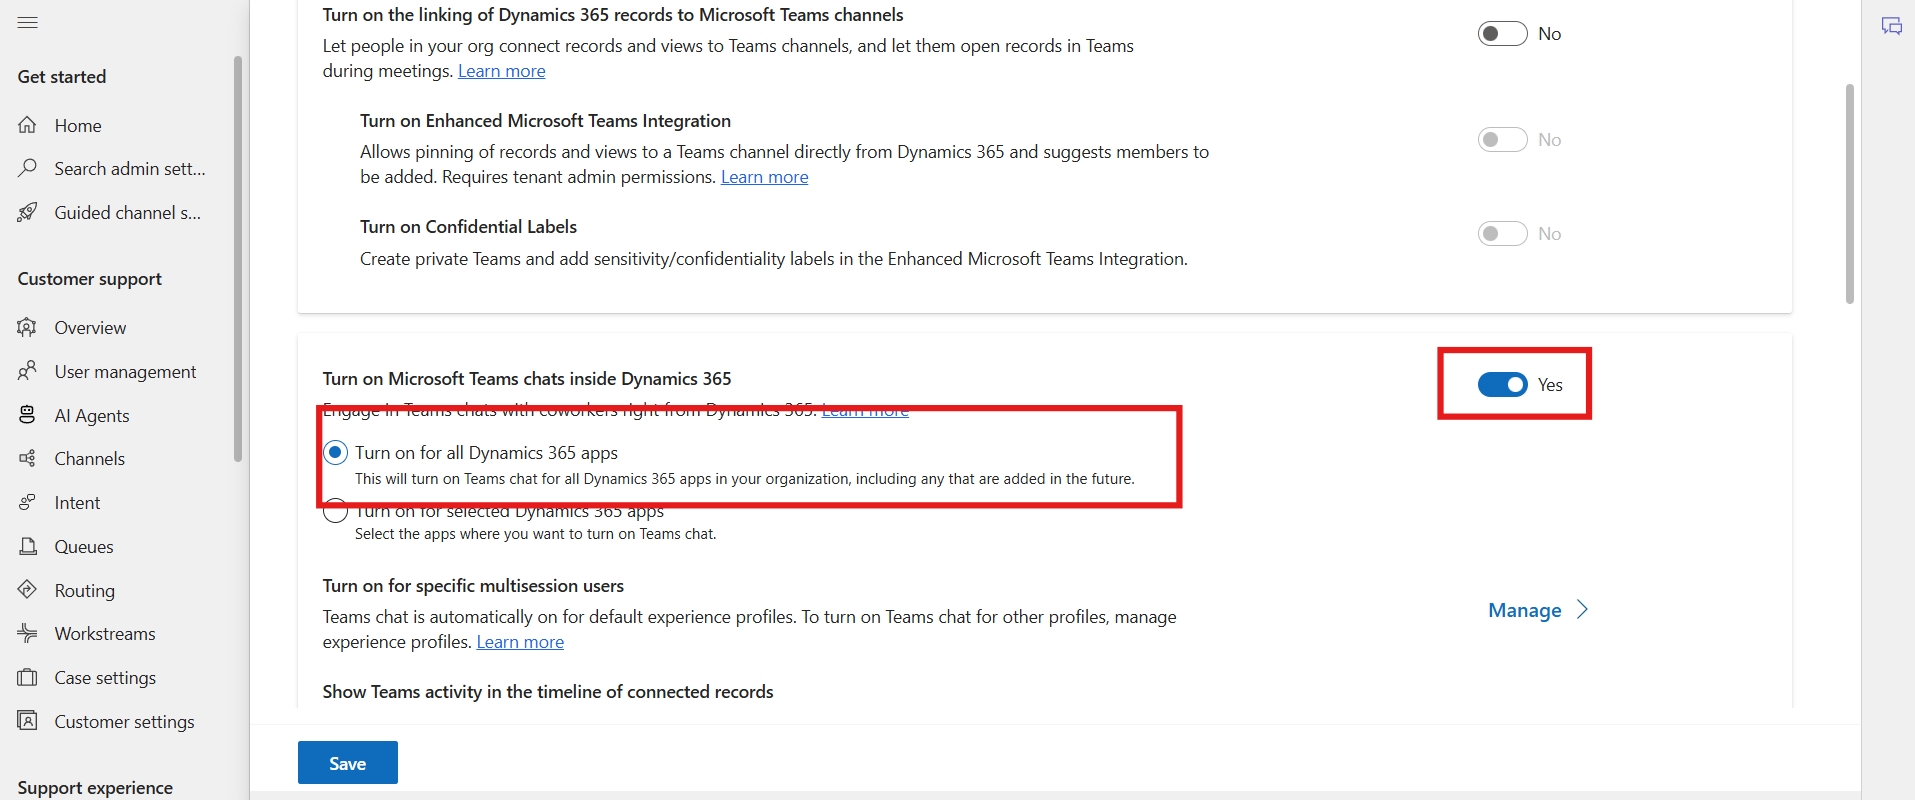 Get started
Home
Search admin sett...
Guided channel s...
Customer support
Overview
User management
AI Agents
Channels
Intent
Queues
Routing
Workstreams
Case settings
Customer settings
Support experience
Turn on the linking of Dynamics 365 records to Microsoft Teams channels
Let people in your org connect records and views to Teams channels, and let them open records in Teams
during meetings. Learn more
No
Turn on Enhanced Microsoft Teams Integration
Allows pinning of records and views to a Teams channel directly from Dynamics 365 and suggests members to
be added. Requires tenant admin permissions. Learn more
No
Turn on Confidential Labels
Create private Teams and add sensitivity/confidentiality labels in the Enhanced Microsoft Teams Integration.
No
Turn on Microsoft Teams chats inside Dynamics 365
Engage in Teams chats with coworkers right from Dynamics 365. Learn more
Yes
Turn on for all Dynamics 365 apps
This will turn on Teams chat for all Dynamics 365 apps in your organization, including any that are added in the future.
Turn on for selected Dynamics 365 apps
Select the apps where you want to turn on Teams chat.
Turn on for specific multisession users
Teams chat is automatically on for default experience profiles. To turn on Teams chat for other profiles, manage
experience profiles. Learn more
Manage
Show Teams activity in the timeline of connected records
Save